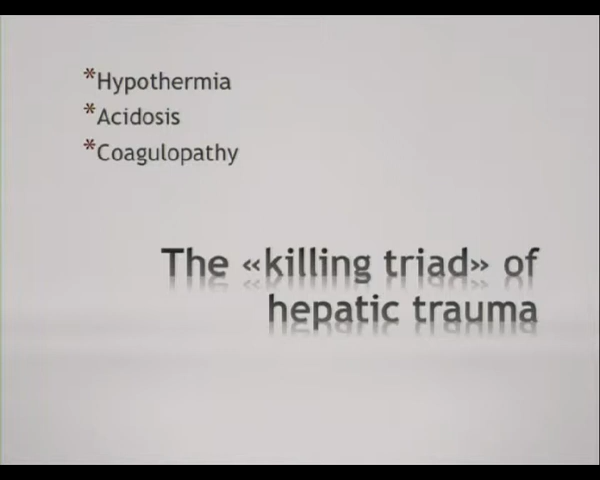 *Hypothermia
*Acidosis
*Coagulopathy
The «killing triad» of
hepatic trauma